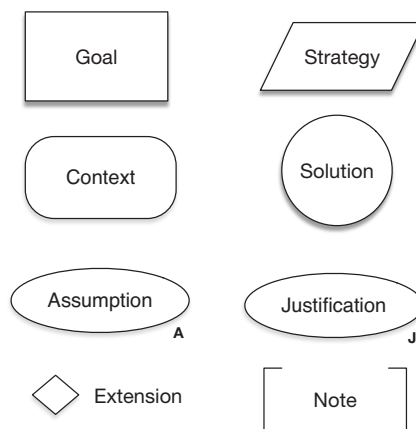 Goal
Strategy
Context
Solution
Assumption
A
Justification
J
Extension
Note